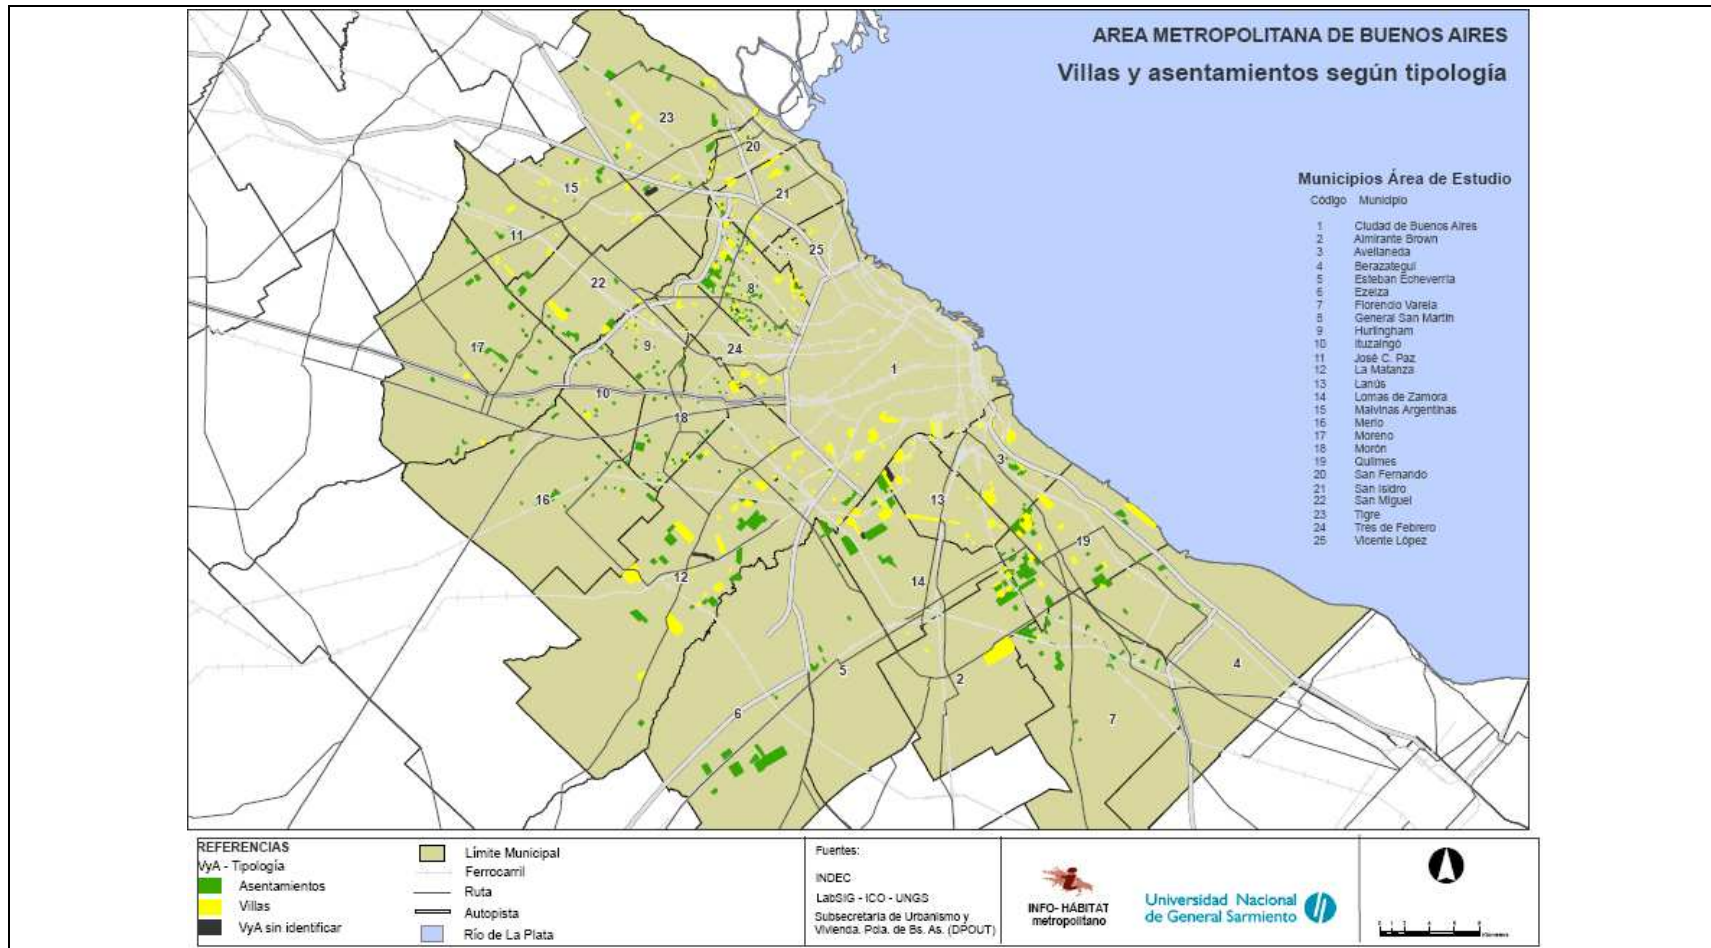 AREA METROPOLITANA DE BUENOS AIRES
Villas y asentamientos según tipología
Municipios Área de Estudio
Código Municipio
1 Ciudad de Buenos Aires
2 Almirante Brown
3 Avellaneda
4 Berazategui
5 Esteban Echeverría
6 Ezeiza
7 Florencio Varela
8 General San Martín
9 Hurlingham
10 Ituzaingó
11 José C. Paz
12 La Matanza
13 Lanús
14 Lomas de Zamora
15 Malvinas Argentinas
16 Merlo
17 Moreno
18 Morón
19 Quilmes
20 San Fernando
21 San Isidro
22 San Miguel
23 Tigre
24 Tres de Febrero
25 Vicente López
23
20
15
21
11
25
22
8
17
9
24
1
10
18
3
16
13
19
12
14
5
4
2
6
7
REFERENCIAS
VyA - Tipología
Asentamientos
Villas
VyA sin identificar
Límite Municipal
Ferrocarril
Ruta
Autopista
Río de La Plata
Fuentes:
INDEC
LabSIG - ICO - UNGS
Subsecretaria de Urbanismo y
Vivienda. Pcia. de Bs. As. (DPOUT)
INFO-HÁBITAT
metropolitano
Universidad Nacional
de General Sarmiento